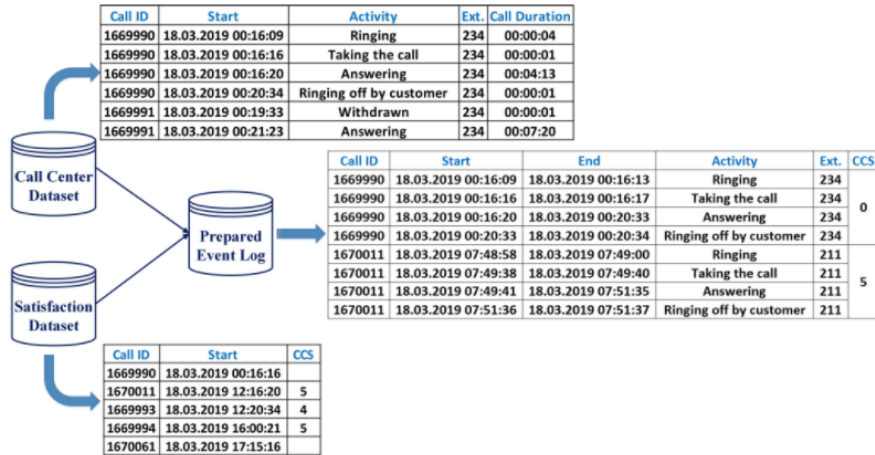 Call ID Start Activity Ext. Call Duration
1669990 18.03.2019 00:16:09 Ringing 234 00:00:04
1669990 18.03.2019 00:16:16 Taking the call 234 00:00:01
1669990 18.03.2019 00:16:20 Answering 234 00:04:13
1669990 18.03.2019 00:20:34 Ringing off by customer 234 00:00:01
1669991 18.03.2019 00:19:33 Withdrawn 234 00:00:01
1669991 18.03.2019 00:21:23 Answering 234 00:07:20
Call Center
Dataset
Prepared
Event Log
Call ID Start End Activity Ext. CCS
1669990 18.03.2019 00:16:09 18.03.2019 00:16:13 Ringing 234
1669990 18.03.2019 00:16:16 18.03.2019 00:16:17 Taking the call 234
0
1669990 18.03.2019 00:16:20 18.03.2019 00:20:33 Answering 234
1669990 18.03.2019 00:20:33 18.03.2019 00:20:34 Ringing off by customer 234
1670011 18.03.2019 07:48:58 18.03.2019 07:49:00 Ringing 211
1670011 18.03.2019 07:49:38 18.03.2019 07:49:40 Taking the call 211
5
1670011 18.03.2019 07:49:41 18.03.2019 07:51:35 Answering 211
1670011 18.03.2019 07:51:36 18.03.2019 07:51:37 Ringing off by customer 211
Satisfaction
Dataset
Call ID Start CCS
1669990 18.03.2019 00:16:16
1670011 18.03.2019 12:16:20 5
1669993 18.03.2019 12:20:34 4
1669994 18.03.2019 16:00:21 5
1670061 18.03.2019 17:15:16